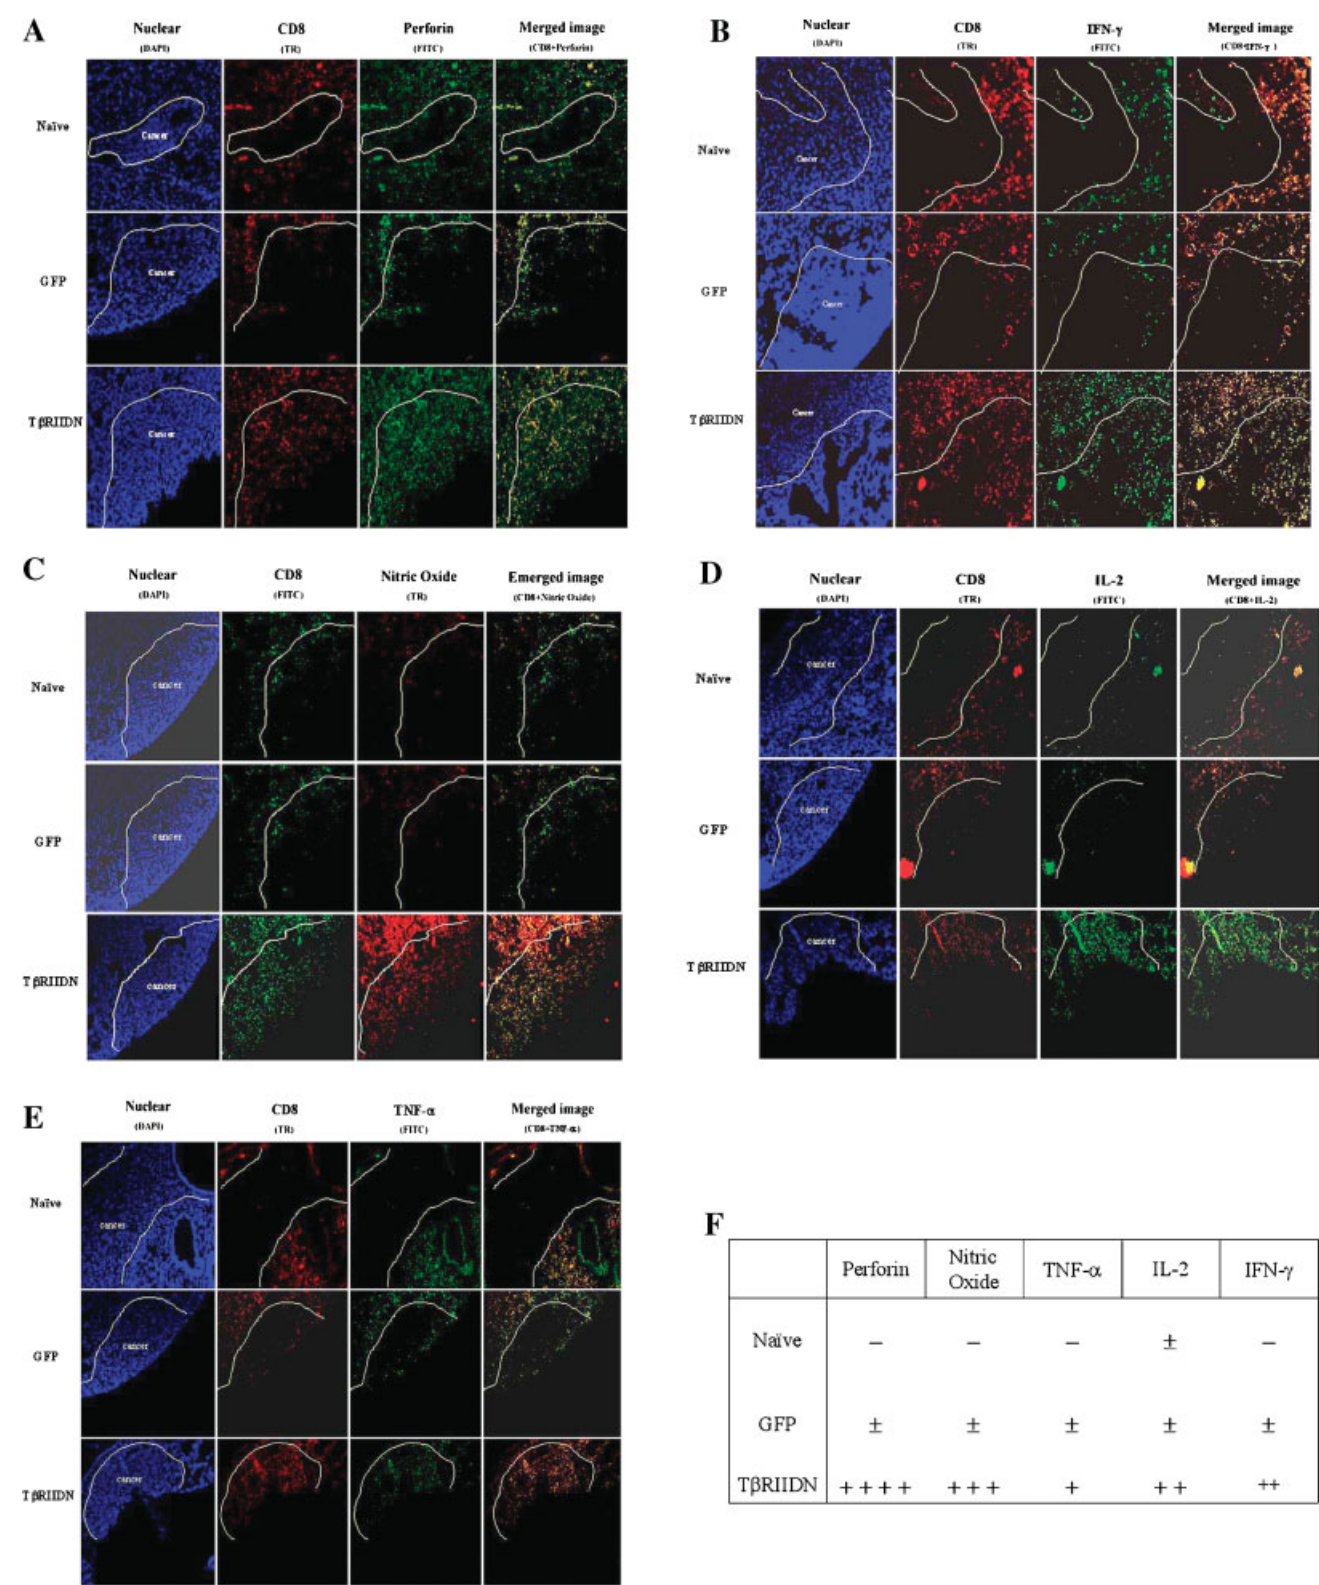 A
Nuclear CD8 Perforin Merged image
(DAPI) (TR) (FITC) (CD8+Perforin)
Naïve
Cancer
GFP
Cancer
TβRIIDN
Cancer
B
Nuclear CD8 IFN-γ Merged image
(DAPI) (TR) (FITC) (CD8+IFN-γ)
Naïve
Cancer
GFP
Cancer
TβRIIDN
Cancer
C
Nuclear CD8 Nitric Oxide Emerged image
(DAPI) (FITC) (TR) (CD8+Nitric Oxide)
Naïve
cancer
GFP
cancer
TβRIIDN
cancer
D
Nuclear CD8 IL-2 Merged image
(DAPI) (TR) (FITC) (CD8+IL-2)
Naïve
cancer
GFP
cancer
TβRIIDN
cancer
E
Nuclear CD8 TNF-α Merged image
(DAPI) (TR) (FITC) (CD8+TNF-α)
Naïve
cancer
GFP
cancer
TβRIIDN
cancer
F
Perforin Nitric Oxide TNF-α IL-2 IFN-γ
Naïve − − − ± −
GFP ± ± ± ± ±
TβRIIDN ++++ +++ + ++ ++